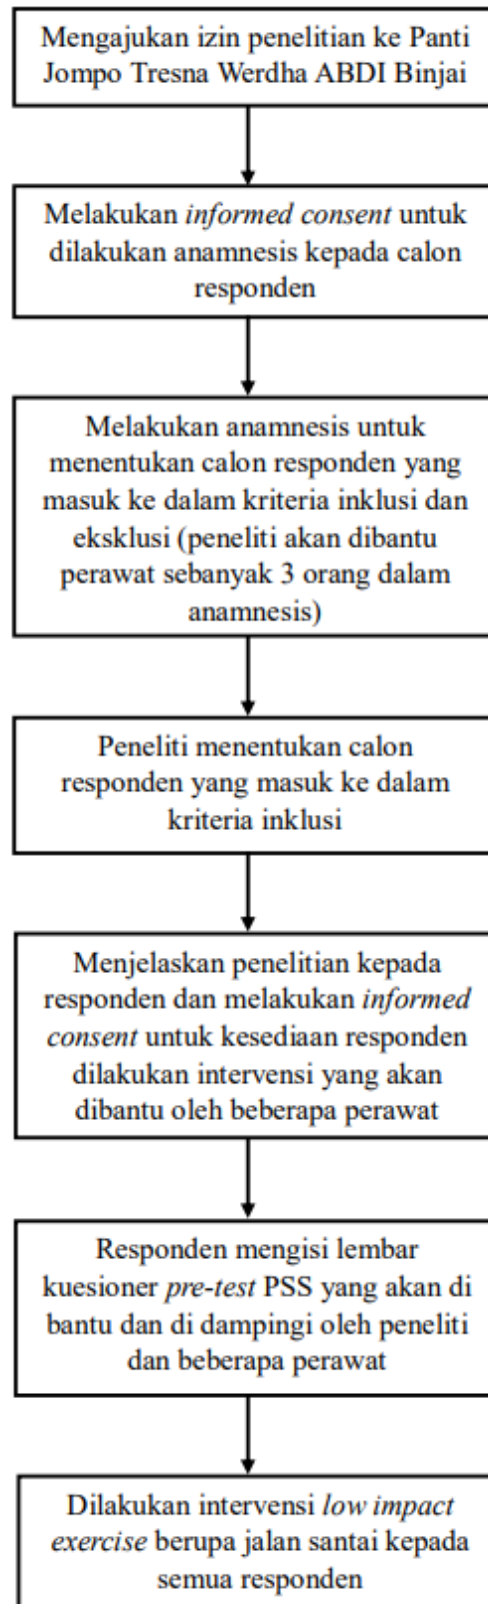 Mengajukan izin penelitian ke Panti
Jompo Tresna Werdha ABDI Binjai
Melakukan informed consent untuk
dilakukan anamnesis kepada calon
responden
Melakukan anamnesis untuk
menentukan calon responden yang
masuk ke dalam kriteria inklusi dan
eksklusi (peneliti akan dibantu
perawat sebanyak 3 orang dalam
anamnesis)
Peneliti menentukan calon
responden yang masuk ke dalam
kriteria inklusi
Menjelaskan penelitian kepada
responden dan melakukan informed
consent untuk kesediaan responden
dilakukan intervensi yang akan
dibantu oleh beberapa perawat
Responden mengisi lembar
kuesioner pre-test PSS yang akan di
bantu dan di dampingi oleh peneliti
dan beberapa perawat
Dilakukan intervensi low impact
exercise berupa jalan santai kepada
semua responden